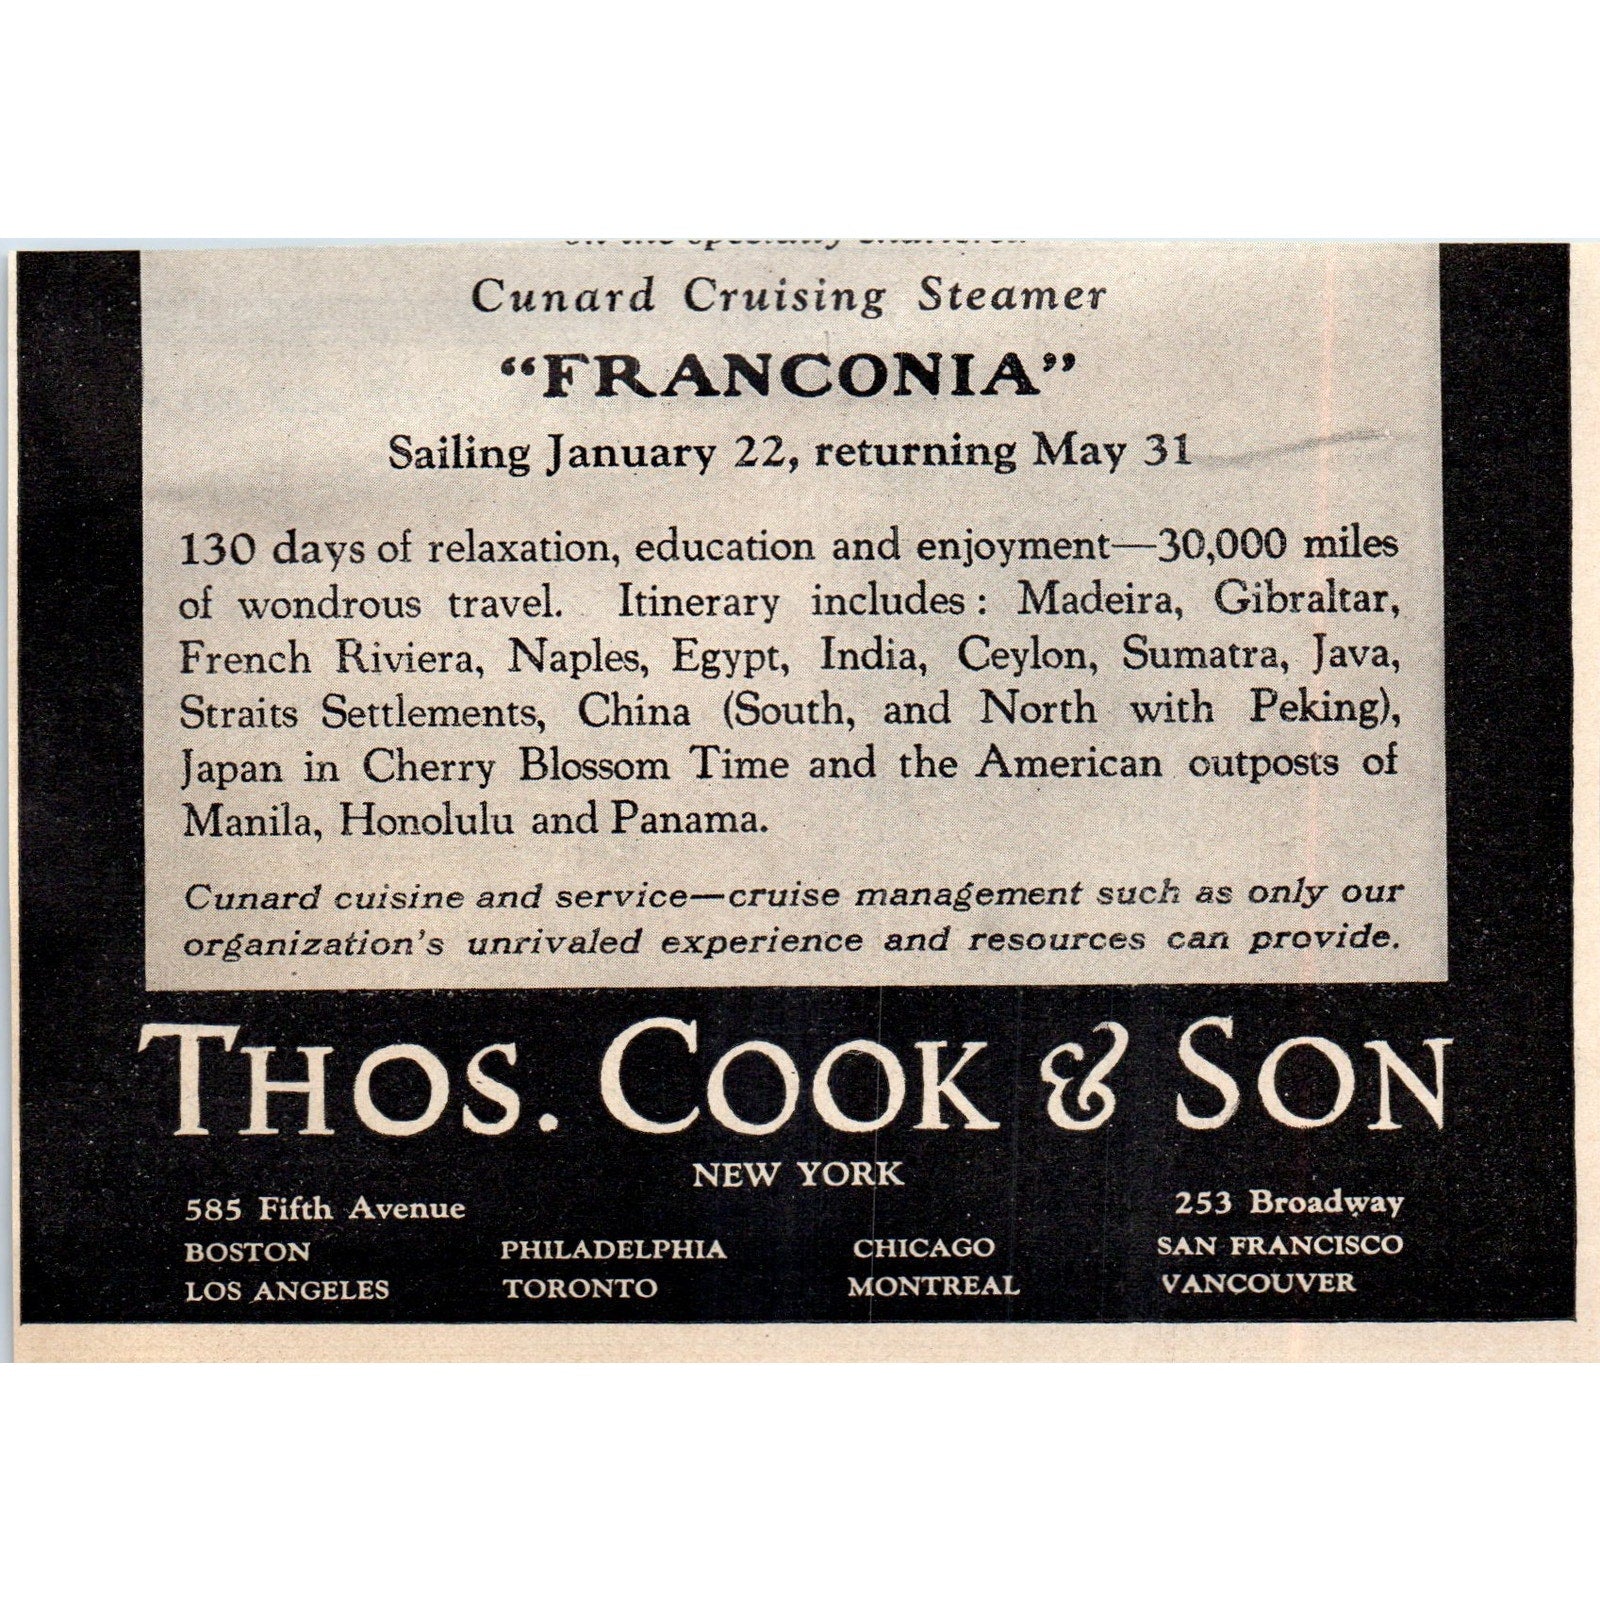 Cunard Cruising Steamer
“FRANCONIA”
Sailing January 22, returning May 31
130 days of relaxation, education and enjoyment—30,000 miles
of wondrous travel. Itinerary includes: Madeira, Gibraltar,
French Riviera, Naples, Egypt, India, Ceylon, Sumatra, Java,
Straits Settlements, China (South, and North with Peking),
Japan in Cherry Blossom Time and the American outposts of
Manila, Honolulu and Panama.
Cunard cuisine and service—cruise management such as only our
organization's unrivaled experience and resources can provide.
THOS. COOK & SON
NEW YORK
585 Fifth Avenue 253 Broadway
BOSTON PHILADELPHIA CHICAGO SAN FRANCISCO
LOS ANGELES TORONTO MONTREAL VANCOUVER